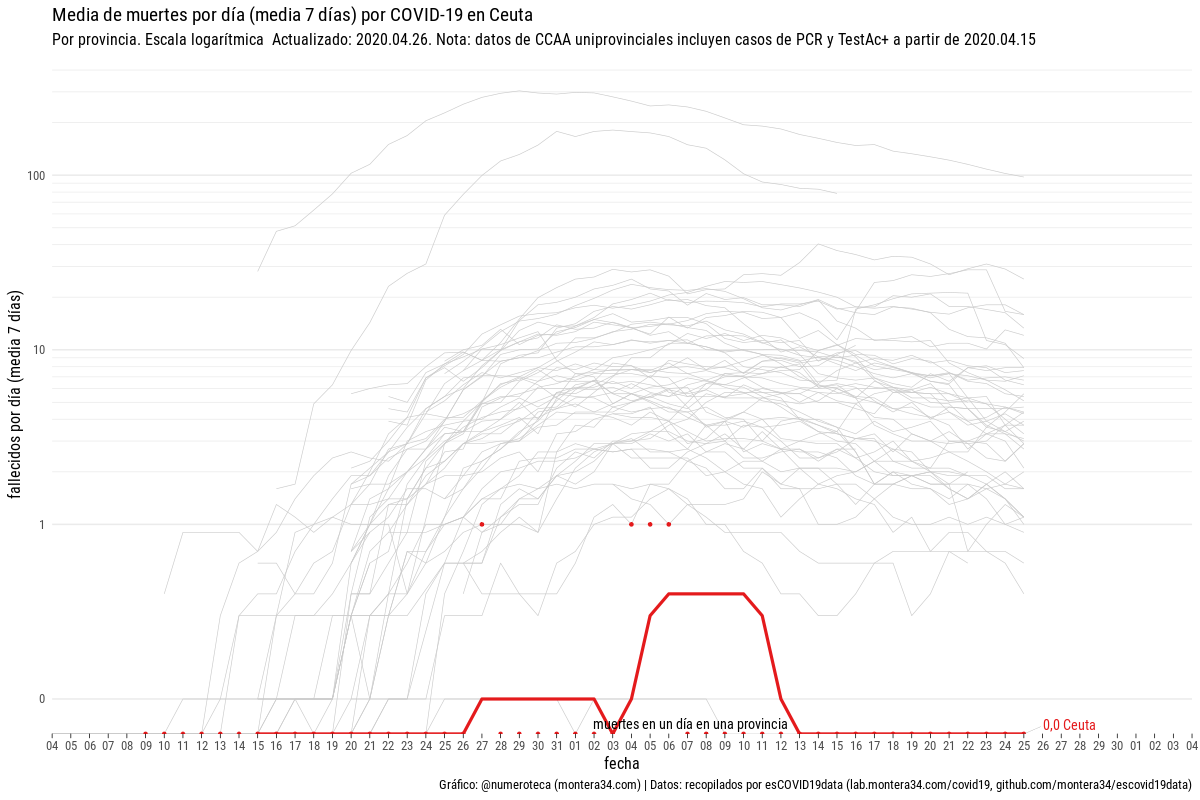 Media de muertes por día (media 7 días) por COVID-19 en Ceuta
Por provincia. Escala logarítmica  Actualizado: 2020.04.26. Nota: datos de CCAA uniprovinciales incluyen casos de PCR y TestAc+ a partir de 2020.04.15
fallecidos por día (media 7 días)
100
10
1
0
muertes en un día en una provincia
0,0 Ceuta
04 05 06 07 08 09 10 11 12 13 14 15 16 17 18 19 20 21 22 23 24 25 26 27 28 29 30 31 01 02 03 04 05 06 07 08 09 10 11 12 13 14 15 16 17 18 19 20 21 22 23 24 25 26 27 28 29 30 01 02 03 04
fecha
Gráfico: @numeroteca (montera34.com) | Datos: recopilados por esCOVID19data (lab.montera34.com/covid19, github.com/montera34/escovid19data)